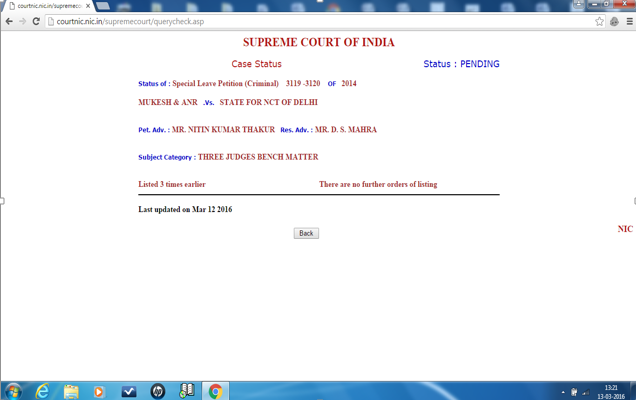 courtnic.nic.in/supremeco
courtnic.nic.in/supremecourt/querycheck.asp
SUPREME COURT OF INDIA
Case Status Status : PENDING
Status of : Special Leave Petition (Criminal) 3119 -3120 OF 2014
MUKESH & ANR .Vs. STATE FOR NCT OF DELHI
Pet. Adv. : MR. NITIN KUMAR THAKUR Res. Adv. : MR. D. S. MAHRA
Subject Category : THREE JUDGES BENCH MATTER
Listed 3 times earlier There are no further orders of listing
Last updated on Mar 12 2016
Back
NIC
hp
13:21
13-03-2016